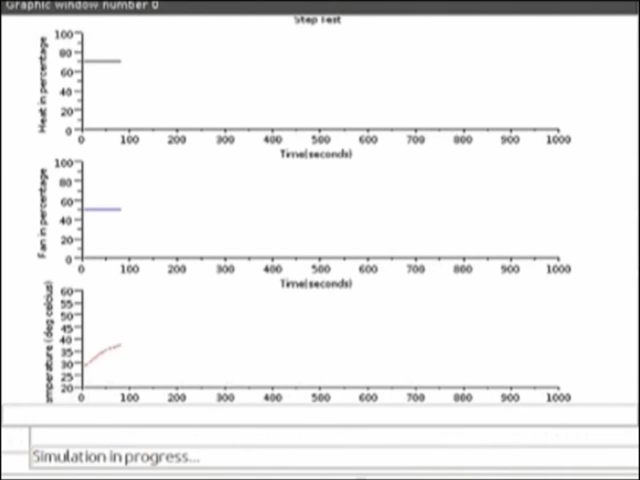 Graphic window number 0
Step Test
Heat in percentage
100
80
60
40
20
0
0 100 200 300 400 500 600 700 800 900 1000
Time(seconds)
Fan in percentage
100
80
60
40
20
0
0 100 200 300 400 500 600 700 800 900 1000
Time(seconds)
mperature (deg celcius)
60
55
50
45
40
35
30
25
20
0 100 200 300 400 500 600 700 800 900 1000
Simulation in progress...